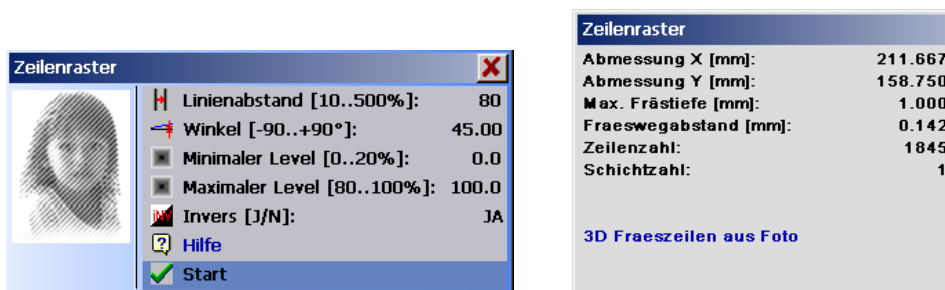 Zeilenraster
Linienabstand [10..500%]: 80
Winkel [-90..+90°]: 45.00
Minimaler Level [0..20%]: 0.0
Maximaler Level [80..100%]: 100.0
Invers [J/N]: JA
Hilfe
Start
Zeilenraster
Abmessung X [mm]: 211.667
Abmessung Y [mm]: 158.750
Max. Frästiefe [mm]: 1.000
Fraeswegabstand [mm]: 0.142
Zeilenzahl: 1845
Schichtzahl: 1
3D Fraeszeilen aus Foto